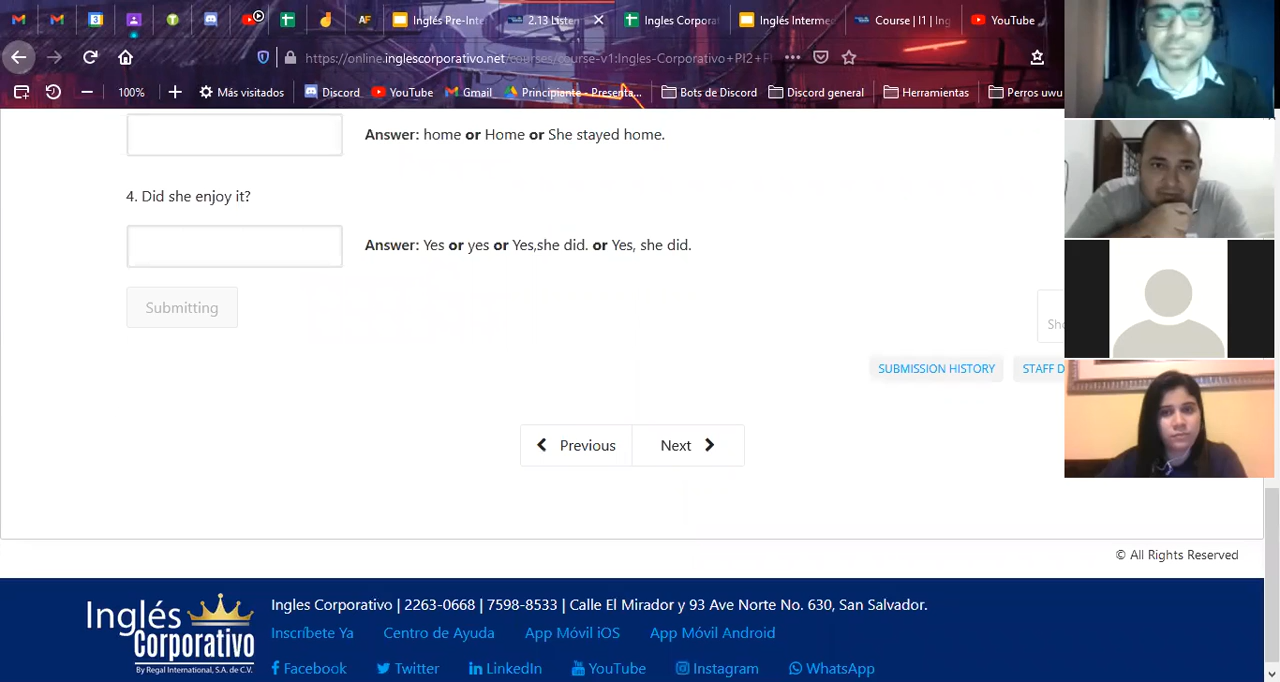 Inglés Pre-Inte
2.13 Listen
Ingles Corpora
Inglés Interme
Course | I1 | Ing
YouTube
https://online.inglescorporativo.net/courses/course-v1:Ingles-Corporativo+PI2+F
100%
Más visitados
Discord
YouTube
Gmail
Principiante - Presenta...
Bots de Discord
Discord general
Herramientas
Perros uwu
Answer: home or Home or She stayed home.
4. Did she enjoy it?
Answer: Yes or yes or Yes,she did. or Yes, she did.
Submitting
Sho
SUBMISSION HISTORY
STAFF D
Previous
Next
© All Rights Reserved
Inglés
Corporativo
By Regal International, S.A. de C.V.
Ingles Corporativo | 2263-0668 | 7598-8533 | Calle El Mirador y 93 Ave Norte No. 630, San Salvador.
Inscríbete Ya
Centro de Ayuda
App Móvil iOS
App Móvil Android
Facebook
Twitter
LinkedIn
YouTube
Instagram
WhatsApp